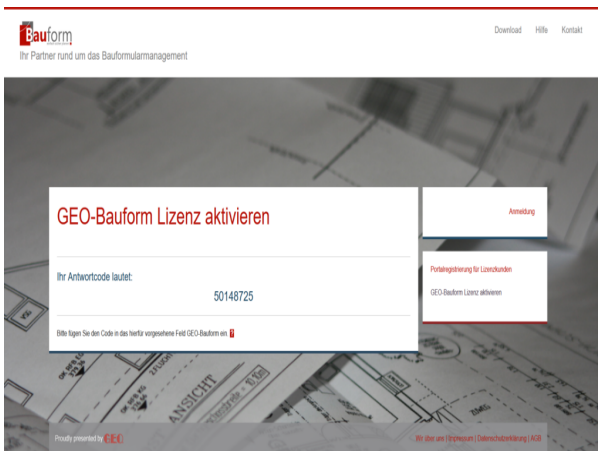 Bauform
Ihr Partner rund um das Bauformularmanagement
Download Hilfe Kontakt
GEO-Bauform Lizenz aktivieren
Ihr Antwortcode lautet:
50148725
Bitte fügen Sie den Code in das hierfür vorgesehene Feld GEO-Bauform ein. ?
Anmeldung
Portalregistrierung für Lizenzkunden
GEO-Bauform Lizenz aktivieren
ANSICHT
Proudly presented by GEO
Wir über uns | Impressum | Datenschutzerklärung | AGB